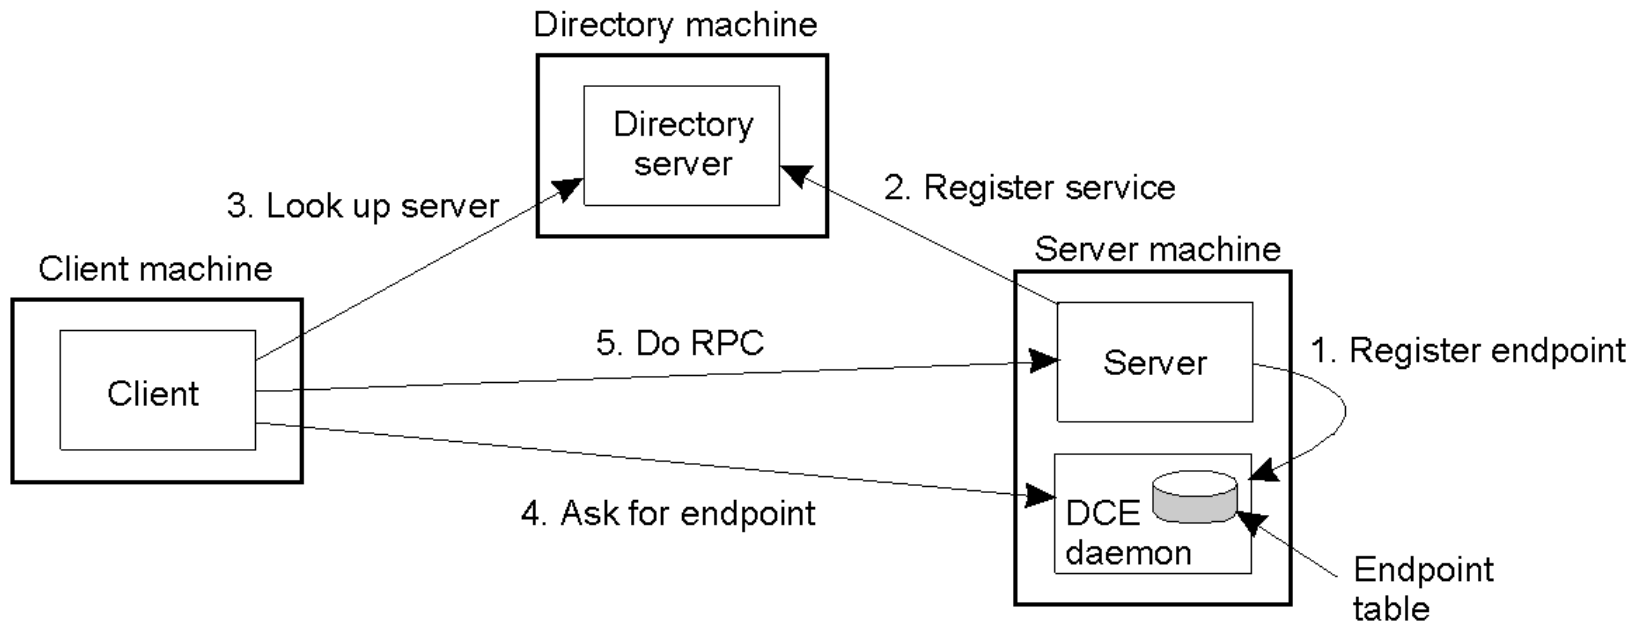 Directory machine
Directory
server
3. Look up server
2. Register service
Client machine
Server machine
Client
5. Do RPC
Server
1. Register endpoint
4. Ask for endpoint
DCE
daemon
Endpoint
table